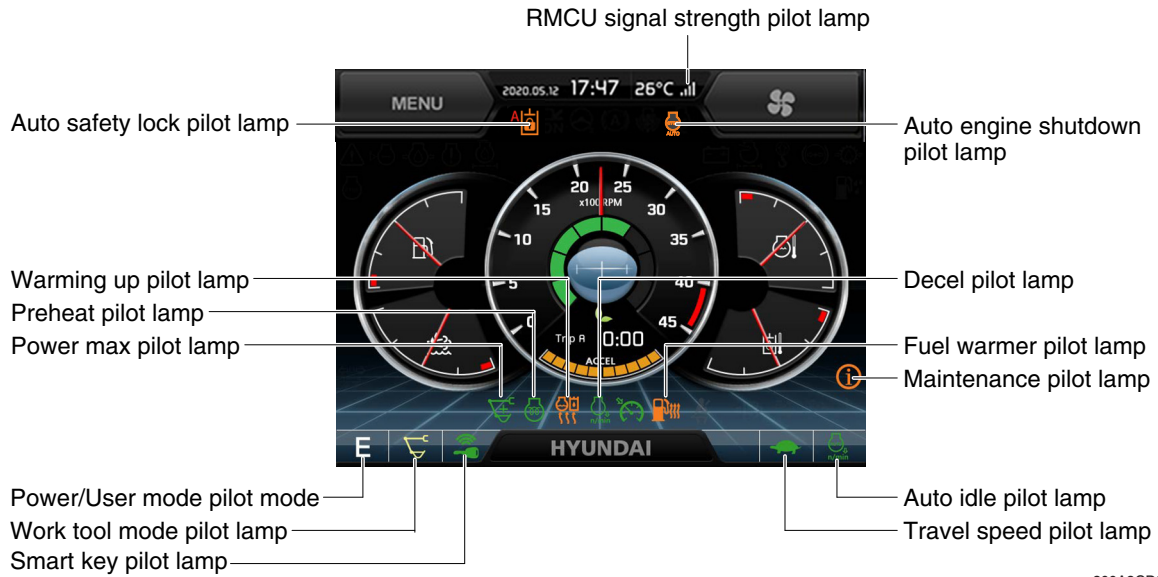 RMCU signal strength pilot lamp
MENU
2020.05.12 17:47 26°C
Auto safety lock pilot lamp
A
AUTO
Auto engine shutdown
pilot lamp
20 25
x100RPM
15 30
10 35
5 40
0 45
Warming up pilot lamp
Decel pilot lamp
Preheat pilot lamp
Power max pilot lamp
Trip A 0:00
ACCEL
Fuel warmer pilot lamp
Maintenance pilot lamp
C
n/min
E
C
HYUNDAI
n/min
Power/User mode pilot mode
Auto idle pilot lamp
Work tool mode pilot lamp
Travel speed pilot lamp
Smart key pilot lamp